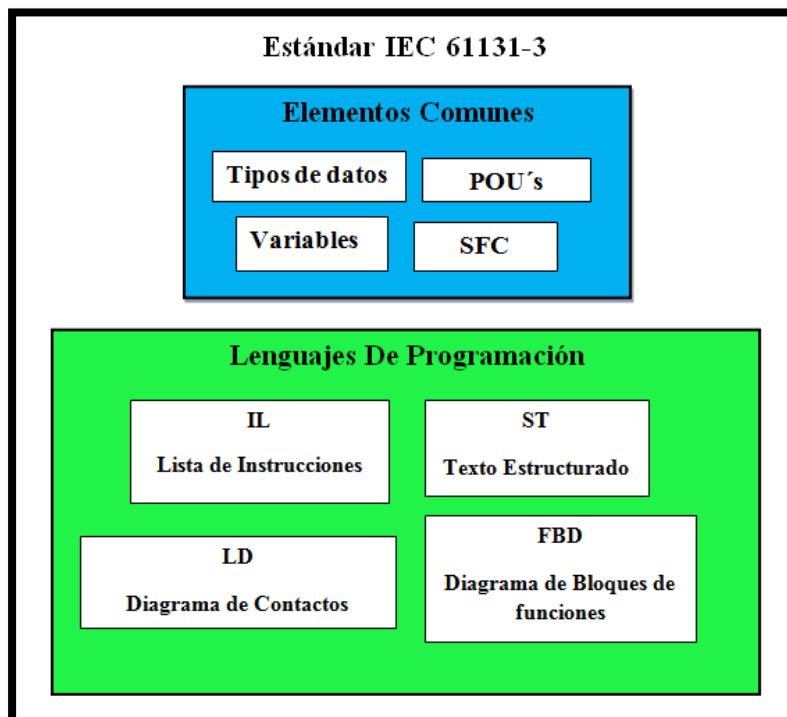 Estándar IEC 61131-3
Elementos Comunes
Tipos de datos
POU´s
Variables
SFC
Lenguajes De Programación
IL
Lista de Instrucciones
ST
Texto Estructurado
LD
Diagrama de Contactos
FBD
Diagrama de Bloques de
funciones